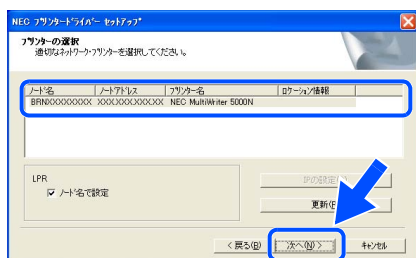 NEC プリンタードライバー セットアップ
プリンターの選択
適切なネットワーク・プリンターを選択してください。
ノード名 ノードアドレス プリンター名 ロケーション情報
BRNXXXXXXXX XXX.XXX.XXX.XX NEC MultiWriter 5000N
LPR
ノード名で設定
IPの設定
更新
< 戻る(B) 次へ(N) > キャンセル